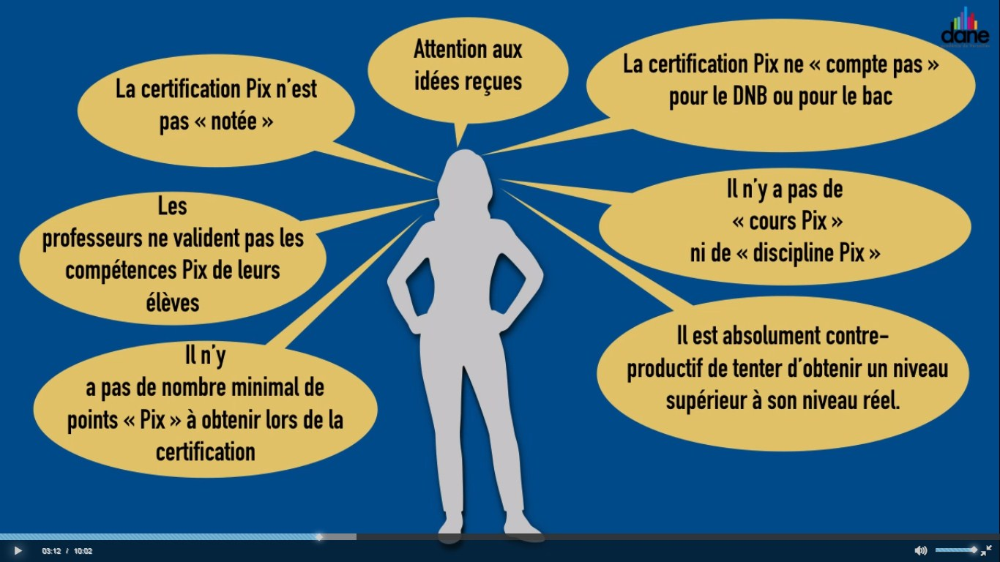 Attention aux
idées reçues
La certification Pix n'est
pas « notée »
Les
professeurs ne valident pas les
compétences Pix de leurs
élèves
Il n'y
a pas de nombre minimal de
points « Pix » à obtenir lors de la
certification
La certification Pix ne « compte pas »
pour le DNB ou pour le bac
Il n'y a pas de
« cours Pix »
ni de « discipline Pix »
Il est absolument contre-
productif de tenter d'obtenir un niveau
supérieur à son niveau réel.
dane
03:12 / 10:02